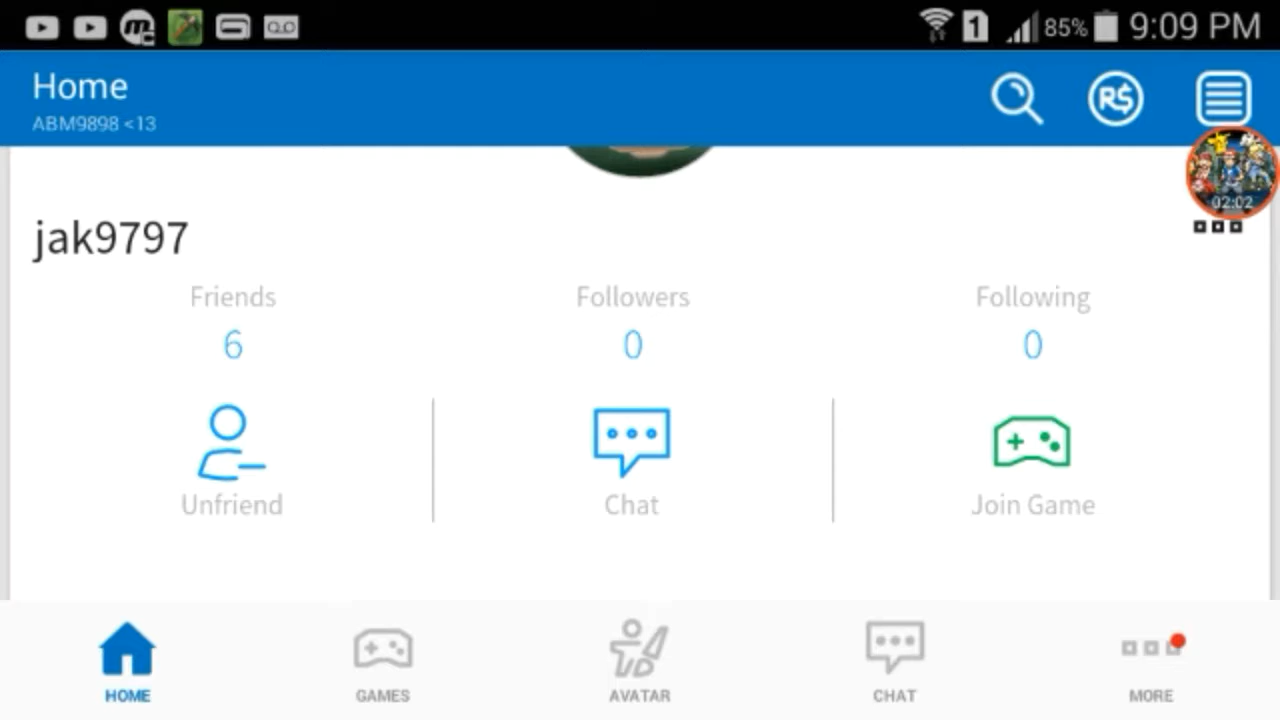 1 85% 9:09 PM
Home
ABM9898 <13
R$
02:02
jak9797
Friends Followers Following
6 0 0
Unfriend Chat Join Game
HOME GAMES AVATAR CHAT MORE